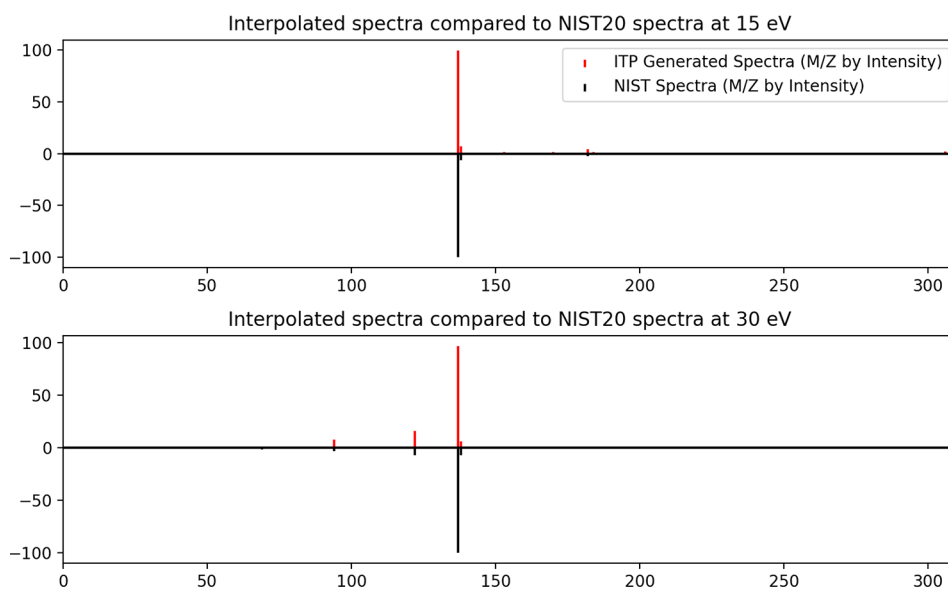 Interpolated spectra compared to NIST20 spectra at 15 eV
100
50
0
−50
−100
ITP Generated Spectra (M/Z by Intensity)
NIST Spectra (M/Z by Intensity)
0 50 100 150 200 250 300
Interpolated spectra compared to NIST20 spectra at 30 eV
100
50
0
−50
−100
0 50 100 150 200 250 300